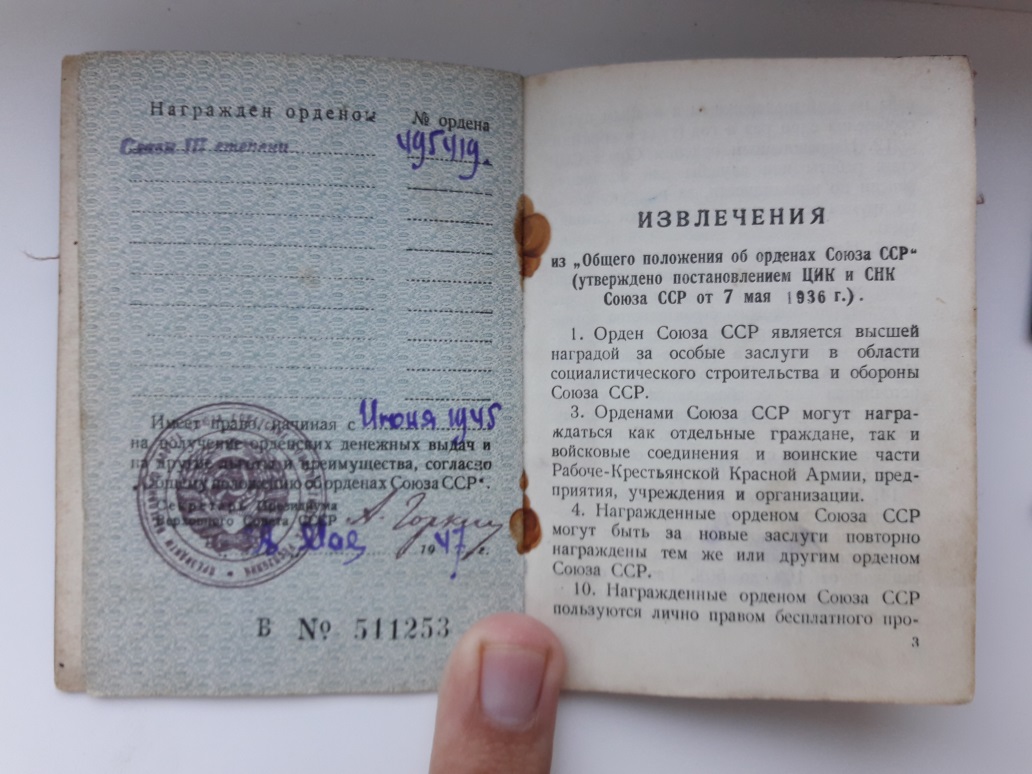 Награжден орденом
№ ордена
Славы III степени
495419
Имеет право, начиная с Июня 1945
на получение орденских денежных выдач и
на другие льготы и преимущества, согласно
„Общему положению об орденах Союза ССР“.
Секретарь Президиума
Верховного Совета СССР А. Горкин
Мая 1947 г.
В № 511253
ИЗВЛЕЧЕНИЯ
из „Общего положения об орденах Союза ССР“
(утверждено постановлением ЦИК и СНК
Союза ССР от 7 мая 1936 г.).
1. Орден Союза ССР является высшей
наградой за особые заслуги в области
социалистического строительства и обороны
Союза ССР.
3. Орденами Союза ССР могут награ-
ждаться как отдельные граждане, так и
войсковые соединения и воинские части
Рабоче-Крестьянской Красной Армии, пред-
приятия, учреждения и организации.
4. Награжденные орденом Союза ССР
могут быть за новые заслуги повторно
награждены тем же или другим орденом
Союза ССР.
10. Награжденные орденом Союза ССР
пользуются лично правом бесплатного про-
3